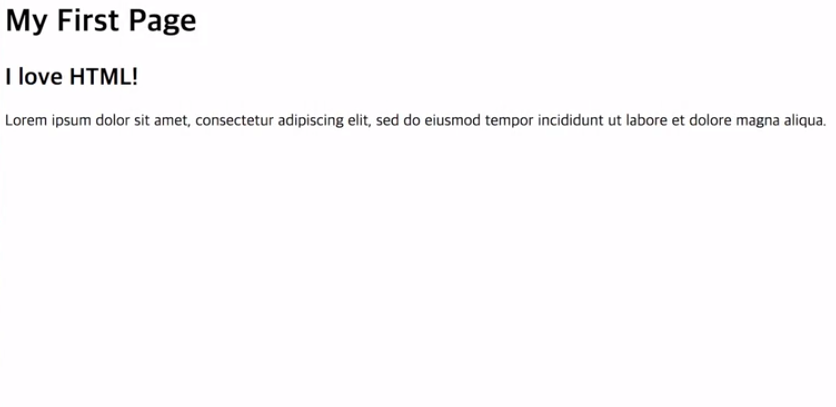 My First Page
I love HTML!
Lorem ipsum dolor sit amet, consectetur adipiscing elit, sed do eiusmod tempor incididunt ut labore et dolore magna aliqua.